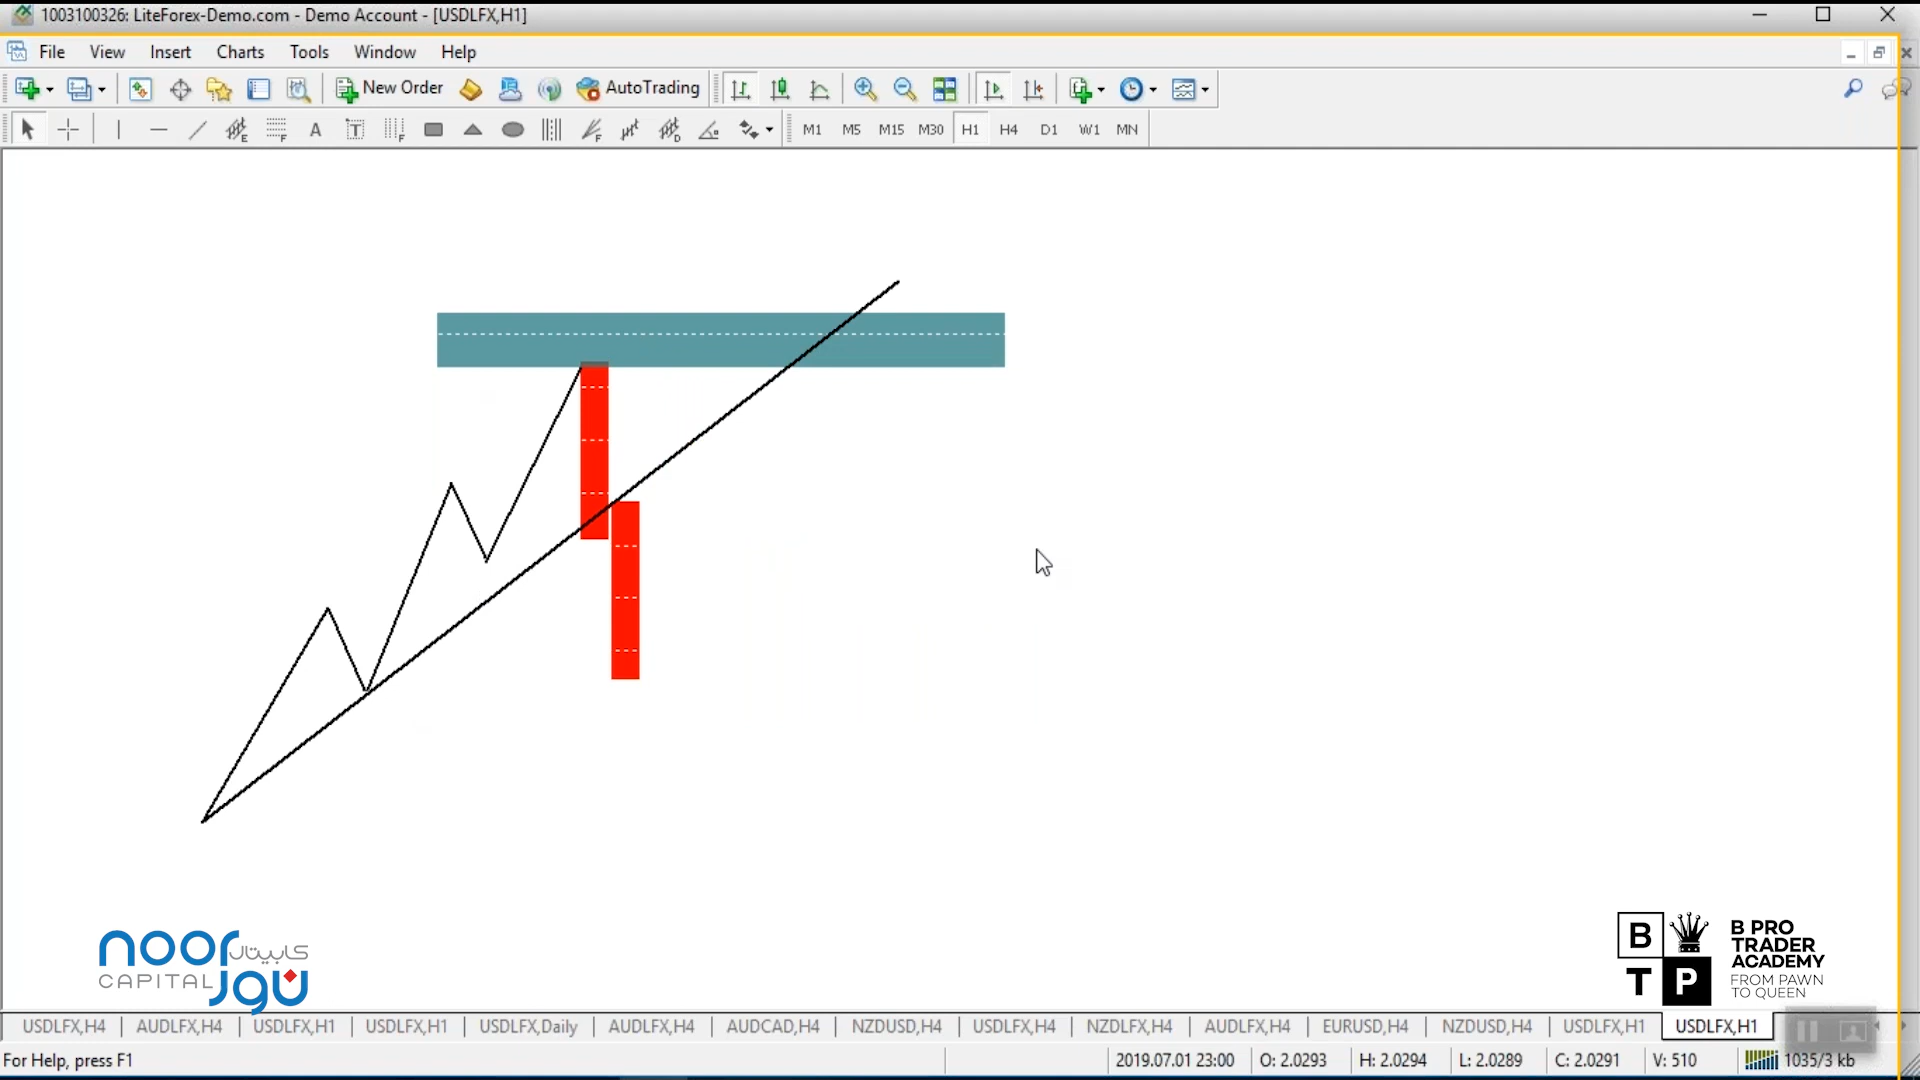 1003100326: LiteForex-Demo.com - Demo Account - [USDLFX,H1]
File View Insert Charts Tools Window Help
New Order AutoTrading
A T M1 M5 M15 M30 H1 H4 D1 W1 MN
noor كابيتال
CAPITAL نور
B T P
B PRO
TRADER
ACADEMY
FROM PAWN
TO QUEEN
USDLFX,H4 AUDLFX,H4 USDLFX,H1 USDLFX,H1 USDLFX,Daily AUDLFX,H4 AUDCAD,H4 NZDUSD,H4 USDLFX,H4 NZDLFX,H4 AUDLFX,H4 EURUSD,H4 NZDUSD,H4 USDLFX,H1 USDLFX,H1
For Help, press F1 2019.07.01 23:00 O: 2.0293 H: 2.0294 L: 2.0289 C: 2.0291 V: 510 1035/3 kb